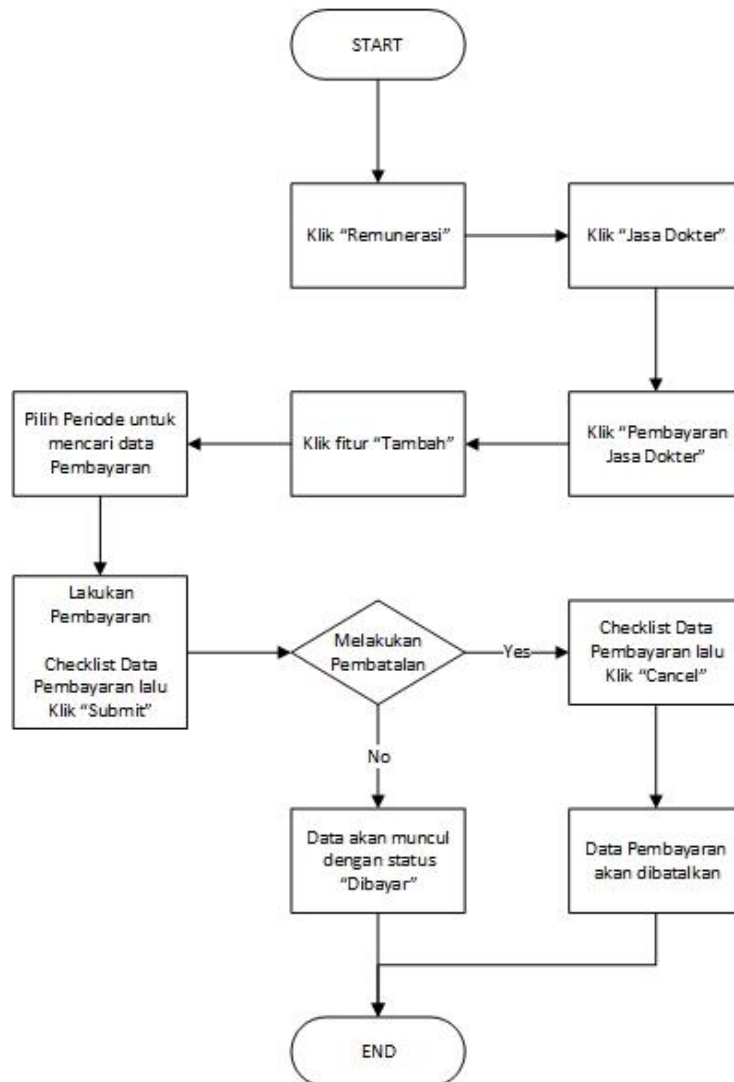 START
Klik “Remunerasi”
Klik “Jasa Dokter”
Klik “Pembayaran
Jasa Dokter”
Klik fitur “Tambah”
Pilih Periode untuk
mencari data
Pembayaran
Lakukan
Pembayaran
Checklist Data
Pembayaran lalu
Klik “Submit”
Melakukan
Pembatalan
Yes
Checklist Data
Pembayaran lalu
Klik “Cancel”
No
Data akan muncul
dengan status
“Dibayar”
Data Pembayaran
akan dibatalkan
END